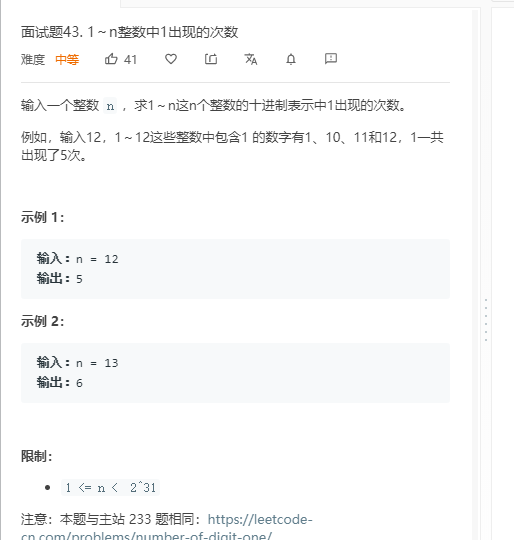 面试题43. 1～n整数中1出现的次数
难度 中等 41
输入一个整数 n ，求1～n这n个整数的十进制表示中1出现的次数。
例如，输入12，1～12这些整数中包含1 的数字有1、10、11和12，1一共
出现了5次。
示例 1：
输入：n = 12
输出：5
示例 2：
输入：n = 13
输出：6
限制：
1 <= n < 2^31
注意：本题与主站 233 题相同：https://leetcode-
cn.com/problems/number-of-digit-one/